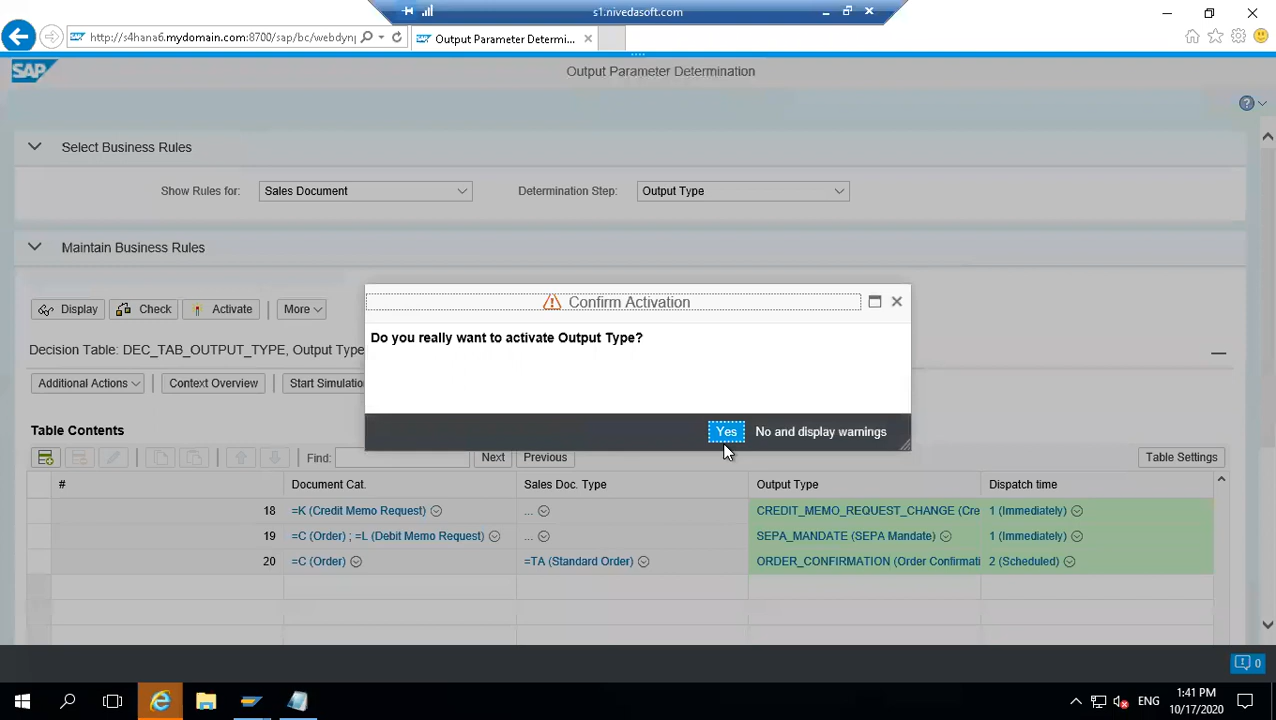 s1.nivedasoft.com
http://s4hana6.mydomain.com:8700/sap/bc/webdynp
Output Parameter Determi...
SAP
Output Parameter Determination
Select Business Rules
Show Rules for: Sales Document Determination Step: Output Type
Maintain Business Rules
Display Check Activate More
Confirm Activation
Do you really want to activate Output Type?
Yes No and display warnings
Decision Table: DEC_TAB_OUTPUT_TYPE, Output Type
Additional Actions Context Overview Start Simulation
Table Contents
Find: Next Previous Table Settings
# Document Cat. Sales Doc. Type Output Type Dispatch time
18 =K (Credit Memo Request) ... CREDIT_MEMO_REQUEST_CHANGE (Cre 1 (Immediately)
19 =C (Order) ; =L (Debit Memo Request) ... SEPA_MANDATE (SEPA Mandate) 1 (Immediately)
20 =C (Order) =TA (Standard Order) ORDER_CONFIRMATION (Order Confirmati 2 (Scheduled)
0
ENG
1:41 PM
10/17/2020